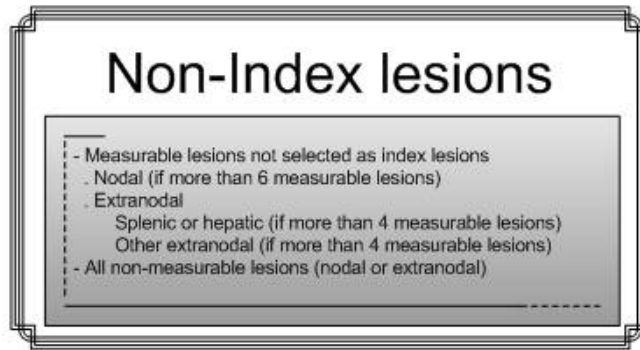 Non-Index lesions
- Measurable lesions not selected as index lesions
. Nodal (if more than 6 measurable lesions)
. Extranodal
Splenic or hepatic (if more than 4 measurable lesions)
Other extranodal (if more than 4 measurable lesions)
- All non-measurable lesions (nodal or extranodal)